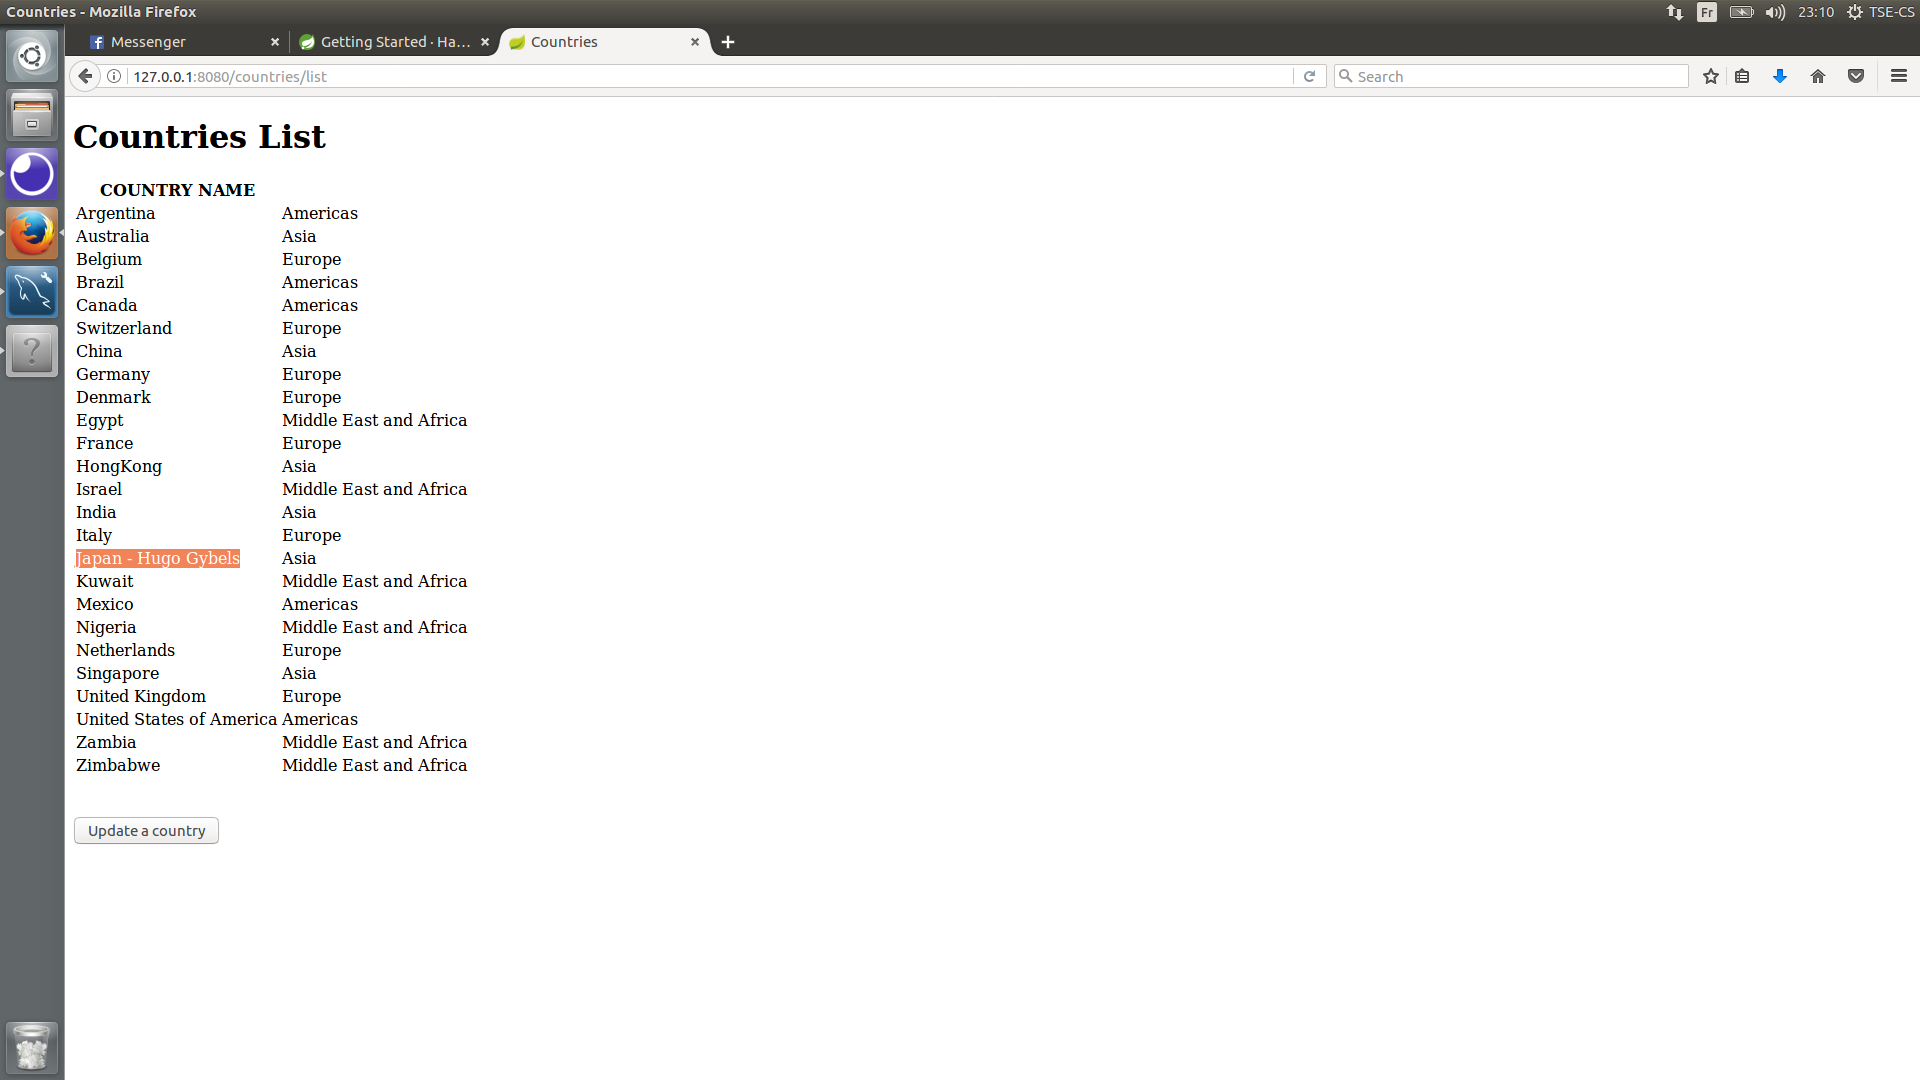 Countries - Mozilla Firefox
Fr 23:10 TSE-CS
Messenger Getting Started · Ha... Countries
127.0.0.1:8080/countries/list Search
Countries List
COUNTRY NAME
Argentina Americas
Australia Asia
Belgium Europe
Brazil Americas
Canada Americas
Switzerland Europe
China Asia
Germany Europe
Denmark Europe
Egypt Middle East and Africa
France Europe
HongKong Asia
Israel Middle East and Africa
India Asia
Italy Europe
Japan - Hugo Gybels Asia
Kuwait Middle East and Africa
Mexico Americas
Nigeria Middle East and Africa
Netherlands Europe
Singapore Asia
United Kingdom Europe
United States of America Americas
Zambia Middle East and Africa
Zimbabwe Middle East and Africa
Update a country